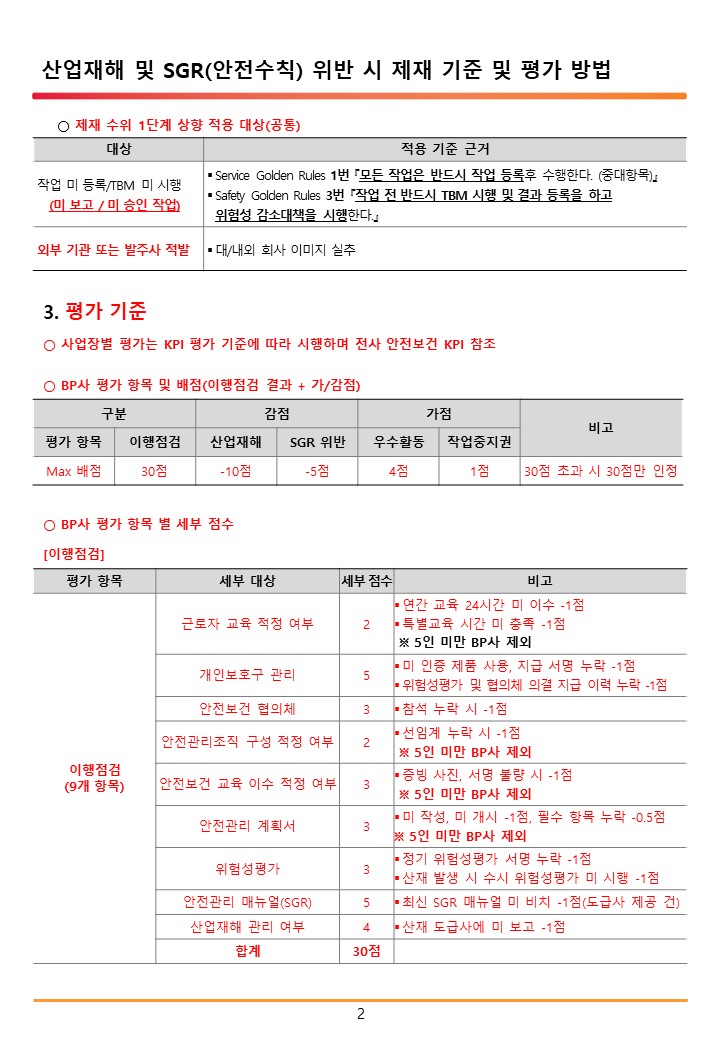 산업재해 및 SGR(안전수칙) 위반 시 제재 기준 및 평가 방법
○ 제재 수위 1단계 상향 적용 대상(공통)
대상 적용 기준 근거
작업 미 등록/TBM 미 시행
(미 보고 / 미 승인 작업)
▪ Service Golden Rules 1번 『모든 작업은 반드시 작업 등록후 수행한다. (중대항목)』
▪ Safety Golden Rules 3번 『작업 전 반드시 TBM 시행 및 결과 등록을 하고
위험성 감소대책을 시행한다.』
외부 기관 또는 발주사 적발 ▪ 대/내외 회사 이미지 실추
3. 평가 기준
○ 사업장별 평가는 KPI 평가 기준에 따라 시행하며 전사 안전보건 KPI 참조
○ BP사 평가 항목 및 배점(이행점검 결과 + 가/감점)
구분 감점 가점 비고
평가 항목 이행점검 산업재해 SGR 위반 우수활동 작업중지권
Max 배점 30점 -10점 -5점 4점 1점 30점 초과 시 30점만 인정
○ BP사 평가 항목 별 세부 점수
[이행점검]
평가 항목 세부 대상 세부 점수 비고
이행점검
(9개 항목)
근로자 교육 적정 여부 2
▪ 연간 교육 24시간 미 이수 -1점
▪ 특별교육 시간 미 충족 -1점
※ 5인 미만 BP사 제외
개인보호구 관리 5
▪ 미 인증 제품 사용, 지급 서명 누락 -1점
▪ 위험성평가 및 협의체 의결 지급 이력 누락 -1점
안전보건 협의체 3 ▪ 참석 누락 시 -1점
안전관리조직 구성 적정 여부 2
▪ 선임계 누락 시 -1점
※ 5인 미만 BP사 제외
안전보건 교육 이수 적정 여부 3
▪ 증빙 사진, 서명 불량 시 -1점
※ 5인 미만 BP사 제외
안전관리 계획서 3
▪ 미 작성, 미 개시 -1점, 필수 항목 누락 -0.5점
※ 5인 미만 BP사 제외
위험성평가 3
▪ 정기 위험성평가 서명 누락 -1점
▪ 산재 발생 시 수시 위험성평가 미 시행 -1점
안전관리 매뉴얼(SGR) 5 ▪ 최신 SGR 매뉴얼 미 비치 -1점(도급사 제공 건)
산업재해 관리 여부 4 ▪ 산재 도급사에 미 보고 -1점
합계 30점
2